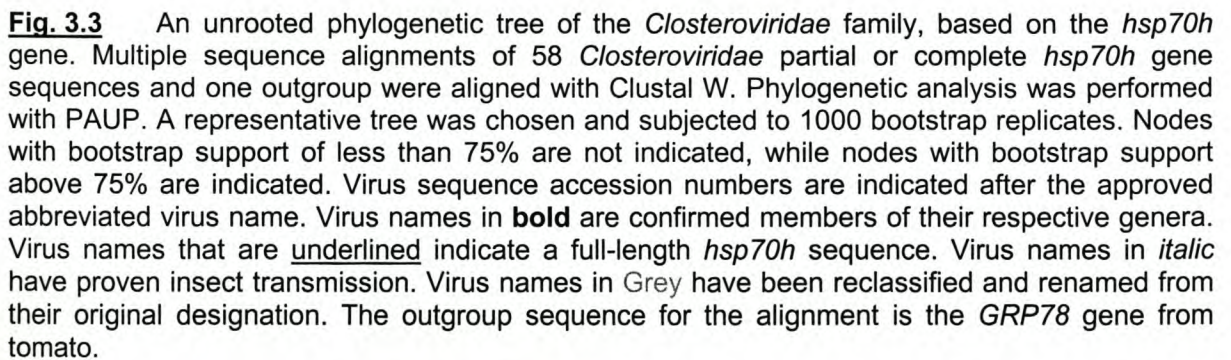 Fig. 3.3 An unrooted phylogenetic tree of the Closteroviridae family, based on the hsp70h
gene. Multiple sequence alignments of 58 Closteroviridae partial or complete hsp70h gene
sequences and one outgroup were aligned with Clustal W. Phylogenetic analysis was performed
with PAUP. A representative tree was chosen and subjected to 1000 bootstrap replicates. Nodes
with bootstrap support of less than 75% are not indicated, while nodes with bootstrap support
above 75% are indicated. Virus sequence accession numbers are indicated after the approved
abbreviated virus name. Virus names in bold are confirmed members of their respective genera.
Virus names that are underlined indicate a full-length hsp70h sequence. Virus names in italic
have proven insect transmission. Virus names in Grey have been reclassified and renamed from
their original designation. The outgroup sequence for the alignment is the GRP78 gene from
tomato.